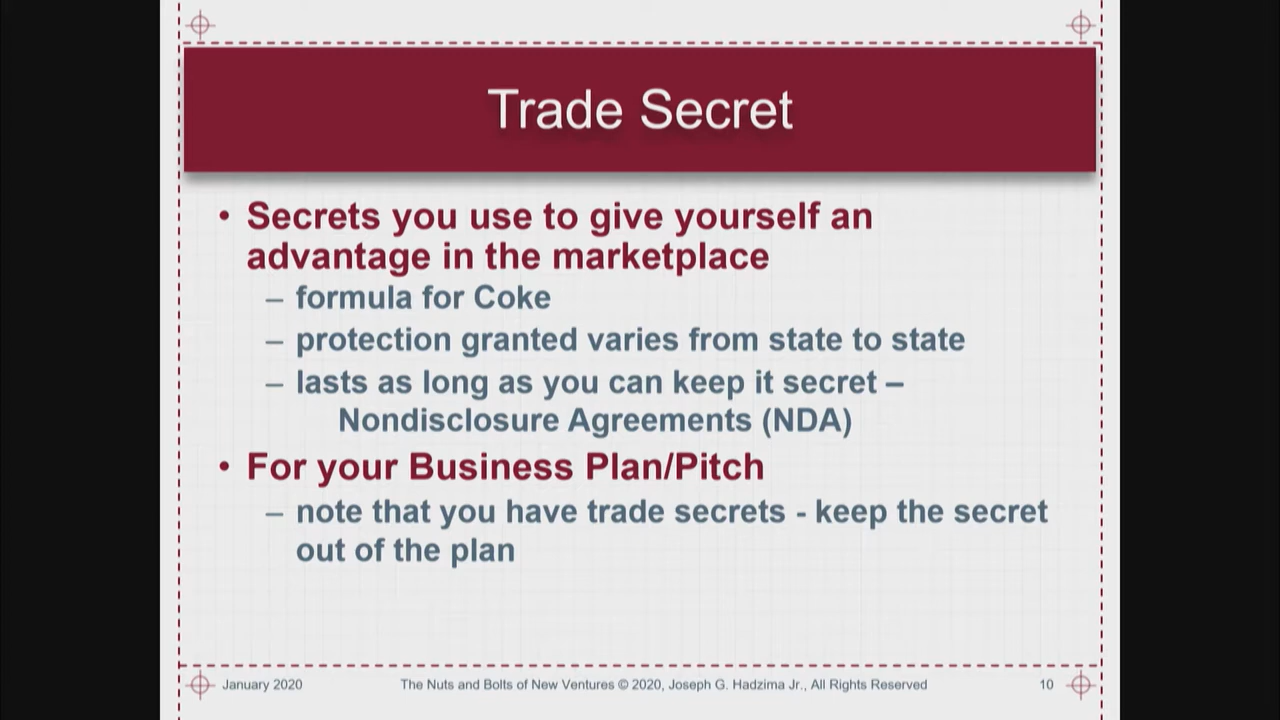 Trade Secret
• Secrets you use to give yourself an
advantage in the marketplace
– formula for Coke
– protection granted varies from state to state
– lasts as long as you can keep it secret –
Nondisclosure Agreements (NDA)
• For your Business Plan/Pitch
– note that you have trade secrets - keep the secret
out of the plan
January 2020 The Nuts and Bolts of New Ventures © 2020, Joseph G. Hadzima Jr., All Rights Reserved 10